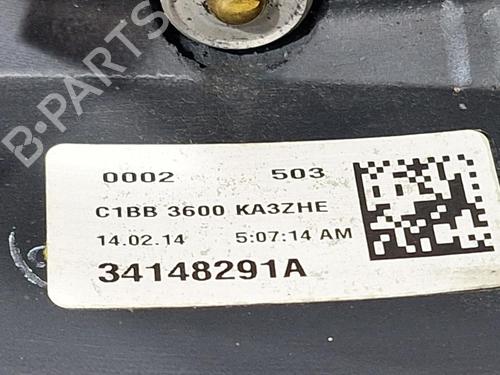 B-PARTS
0002 503
C1BB 3600 KA3ZHE
14.02.14 5:07:14 AM
34148291A